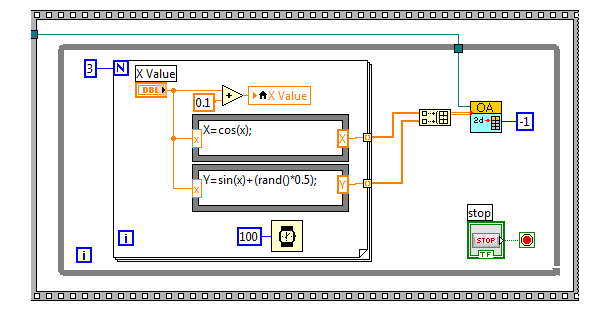 3
N
X Value
DBL
+
0.1
X Value
X=cos(x);
x
X
Y=sin(x)+(rand()*0.5);
x
Y
100
i
i
OA
2d
-1
stop
STOP
TF